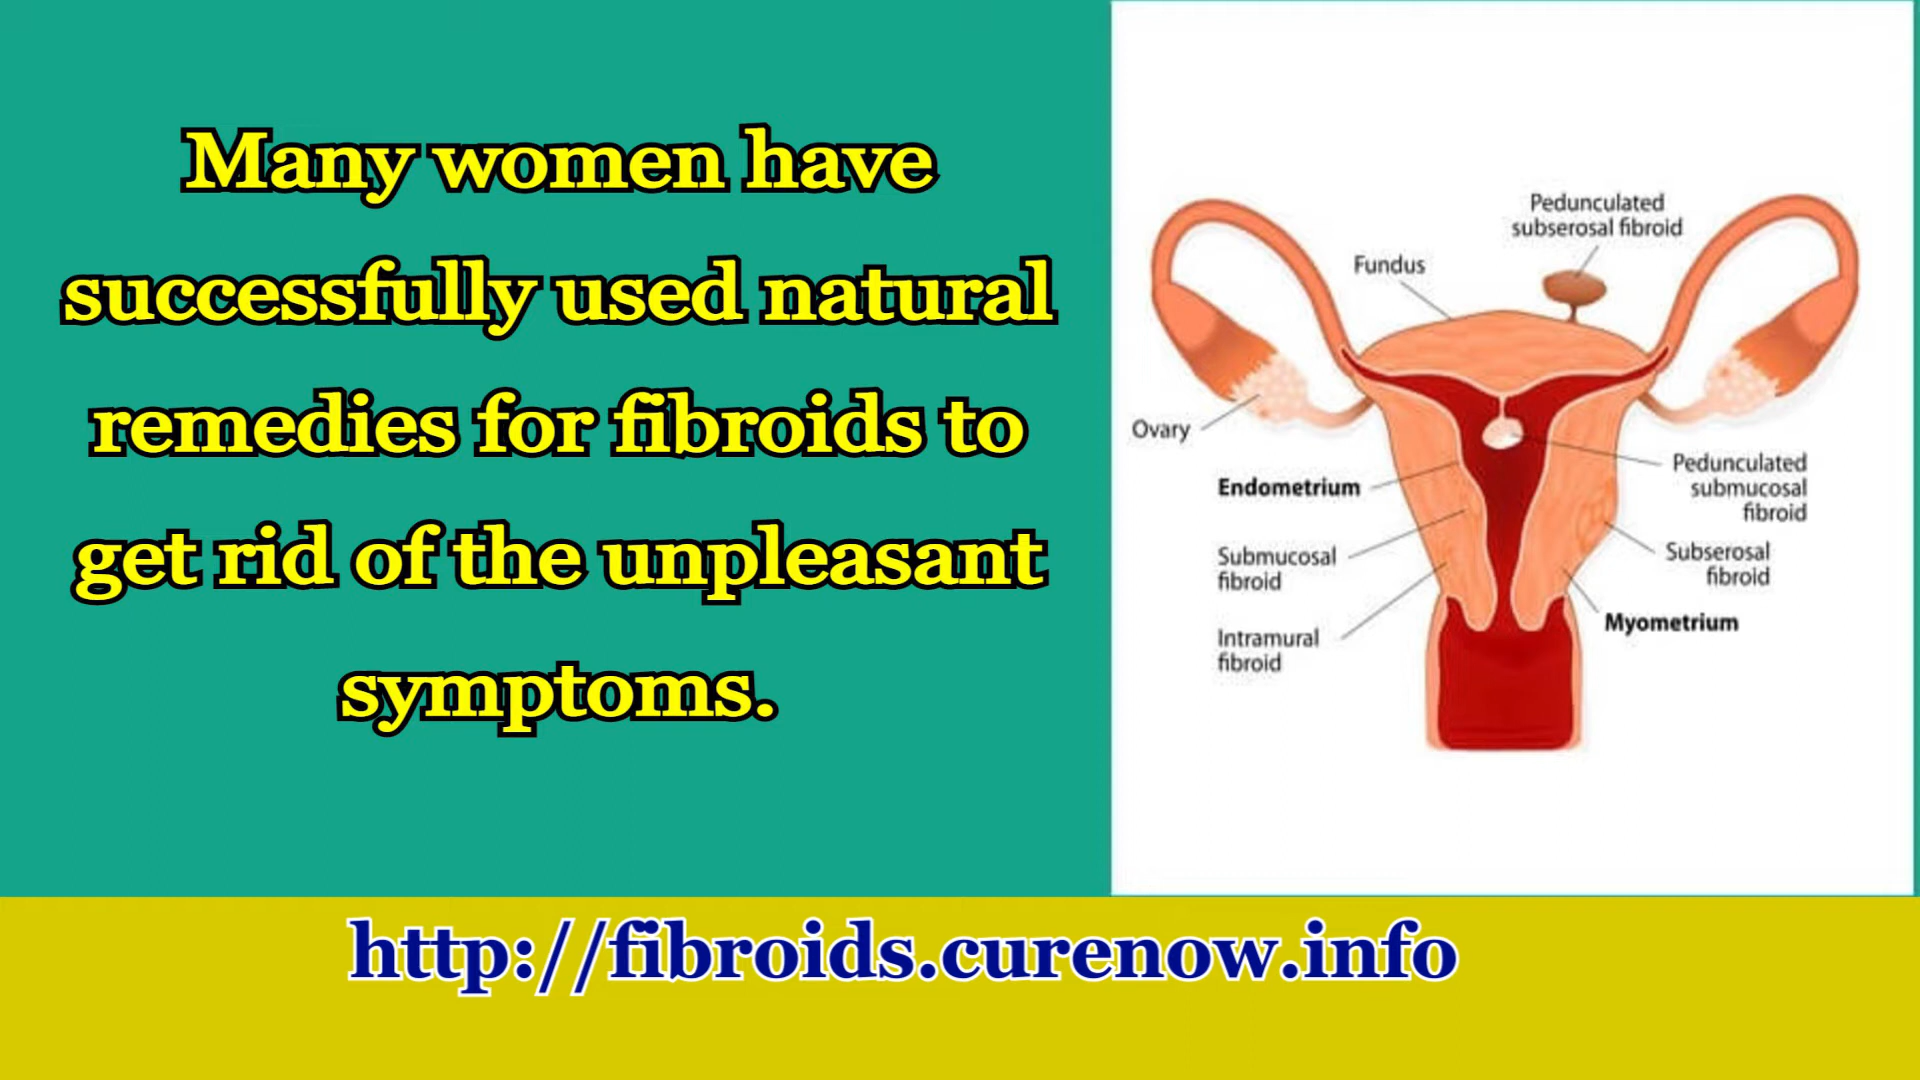 Many women have
successfully used natural
remedies for fibroids to
get rid of the unpleasant
symptoms.
Pedunculated
subserosal fibroid
Fundus
Ovary
Endometrium
Pedunculated
submucosal
fibroid
Submucosal
fibroid
Subserosal
fibroid
Myometrium
Intramural
fibroid
http://fibroids.curenow.info